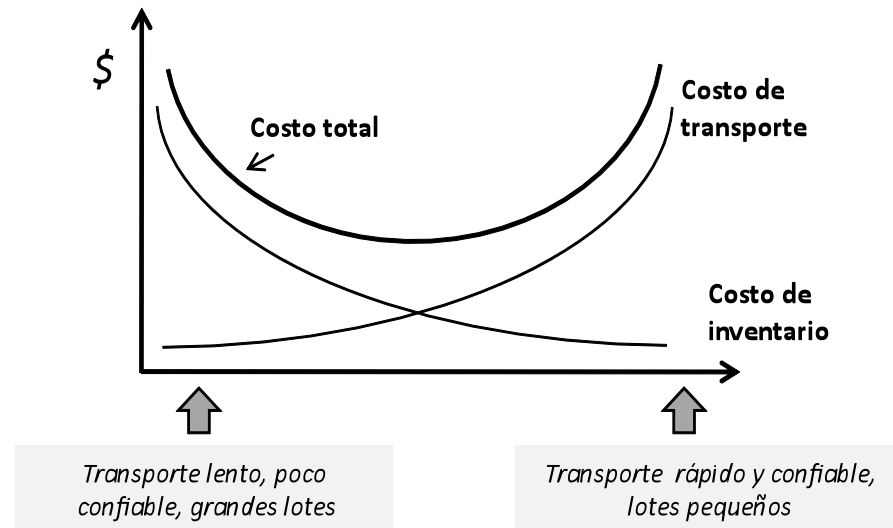 $
Costo total
Costo de
transporte
Costo de
inventario
Transporte lento, poco
confiable, grandes lotes
Transporte rápido y confiable,
lotes pequeños